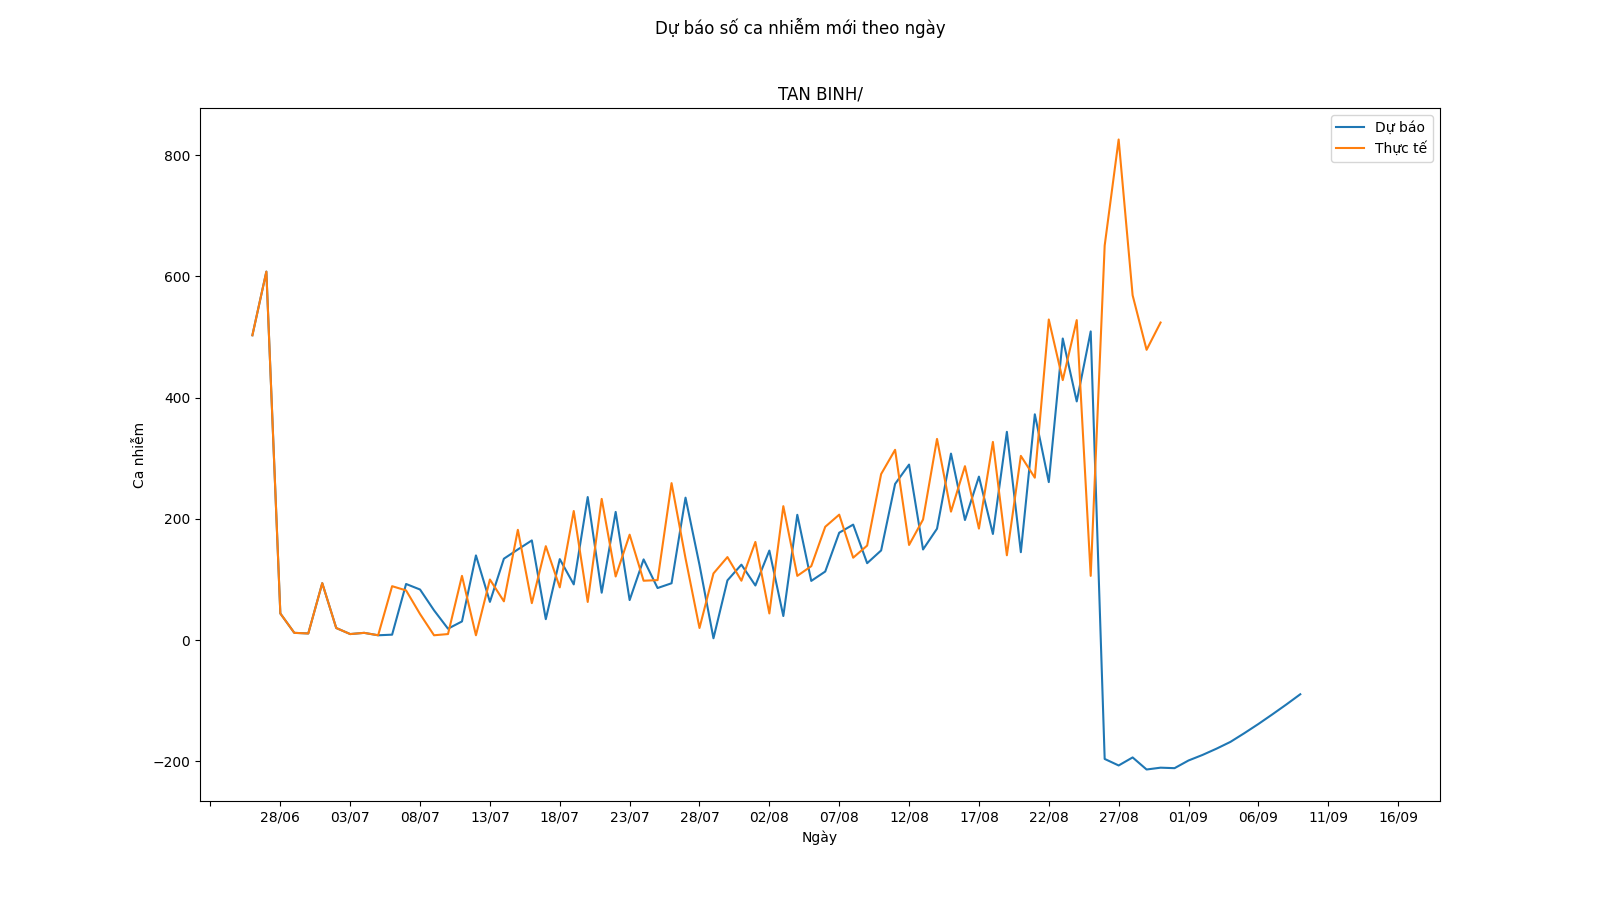 Dự báo số ca nhiễm mới theo ngày
TAN BINH/
Dự báo
Thực tế
800
600
400
200
0
−200
Ca nhiễm
28/06 03/07 08/07 13/07 18/07 23/07 28/07 02/08 07/08 12/08 17/08 22/08 27/08 01/09 06/09 11/09 16/09
Ngày